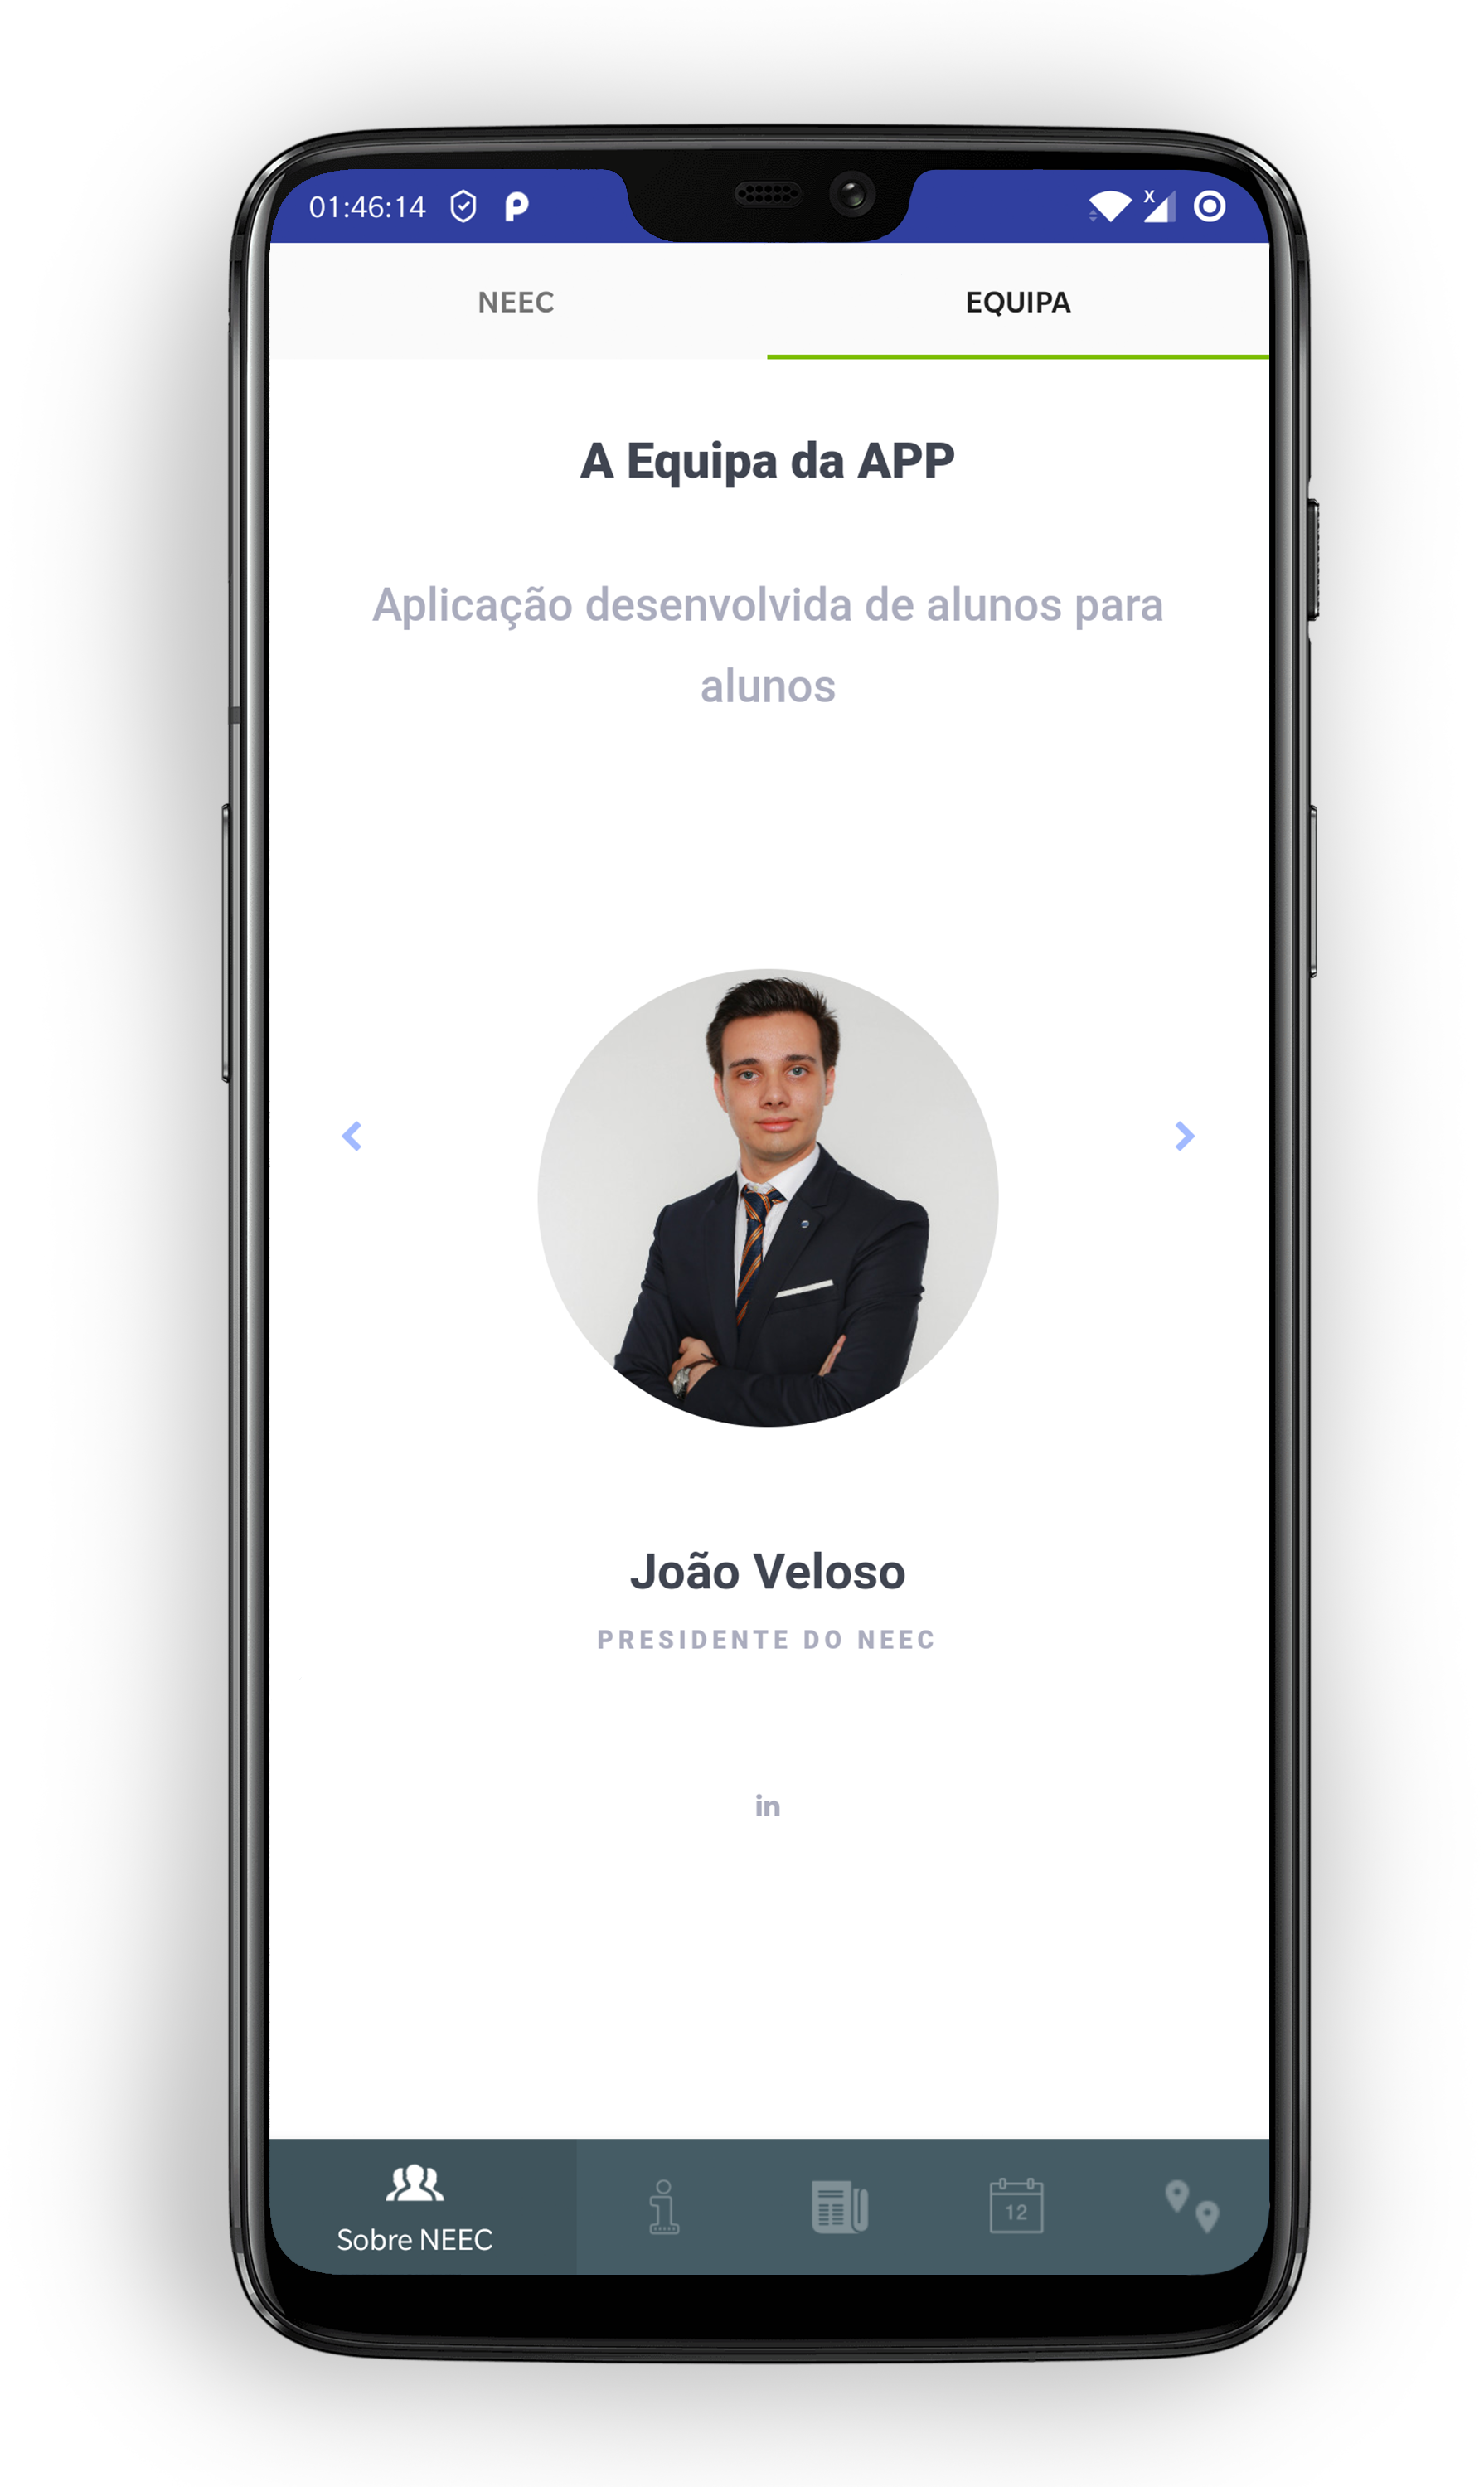 01:46:14
NEEC
EQUIPA
A Equipa da APP
Aplicação desenvolvida de alunos para
alunos
João Veloso
PRESIDENTE DO NEEC
in
12
Sobre NEEC